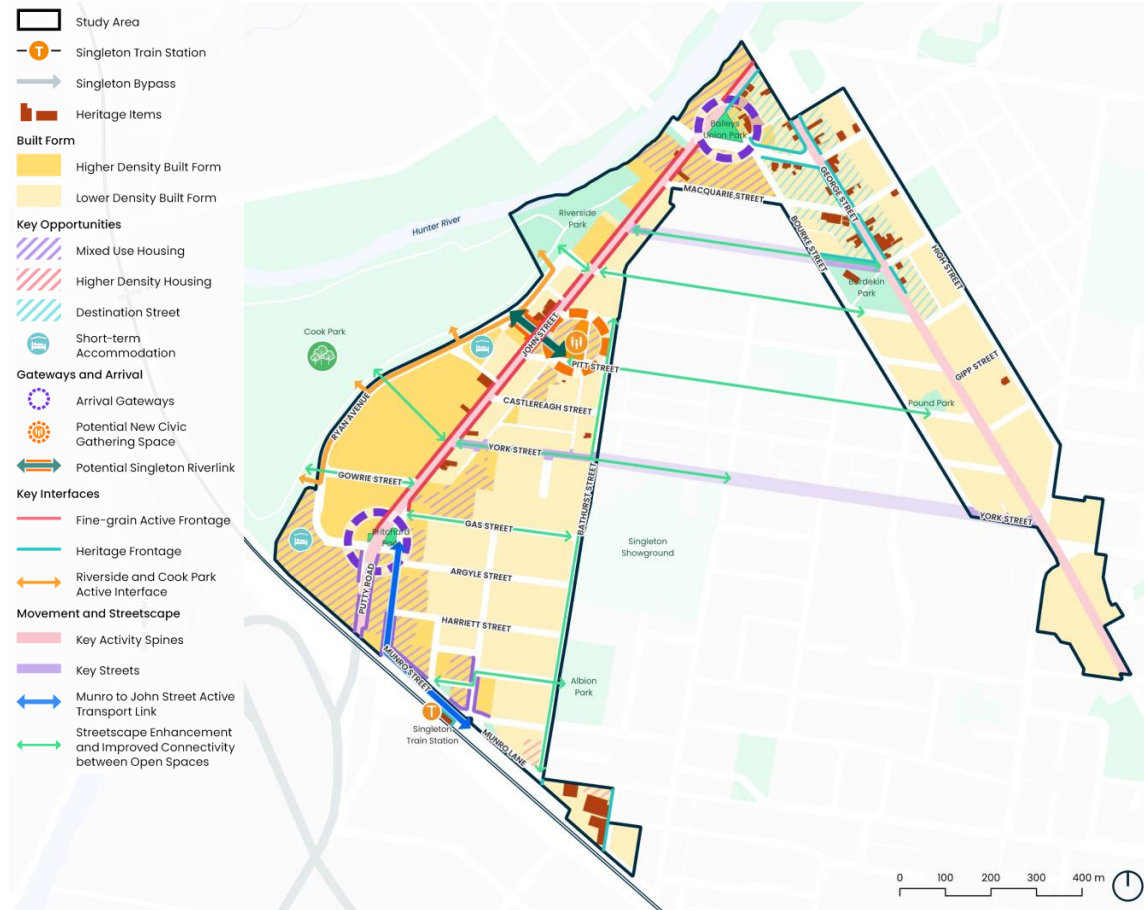 Study Area
T
Singleton Train Station
Singleton Bypass
Heritage Items
Built Form
Higher Density Built Form
Lower Density Built Form
Key Opportunities
Mixed Use Housing
Higher Density Housing
Destination Street
Short-term
Accommodation
Gateways and Arrival
Arrival Gateways
Potential New Civic
Gathering Space
Potential Singleton Riverlink
Key Interfaces
Fine-grain Active Frontage
Heritage Frontage
Riverside and Cook Park
Active Interface
Movement and Streetscape
Key Activity Spines
Key Streets
Munro to John Street Active
Transport Link
Streetscape Enhancement
and Improved Connectivity
between Open Spaces
Baileys
Union Park
MACQUARIE STREET
GEORGE STREET
BOURKE STREET
HIGH STREET
Riverside
Park
Hunter River
Burdekin
Park
Cook Park
JOHN STREET
PITT STREET
GIPP STREET
Pound Park
CASTLEREAGH STREET
RYAN AVENUE
YORK STREET
GOWRIE STREET
BATHURST STREET
YORK STREET
GAS STREET
Pritchard
Park
Singleton
Showground
ARGYLE STREET
PUTTY ROAD
HARRIETT STREET
MUNRO STREET
Albion
Park
T
Singleton
Train Station
MUNRO LANE
0 100 200 300 400 m